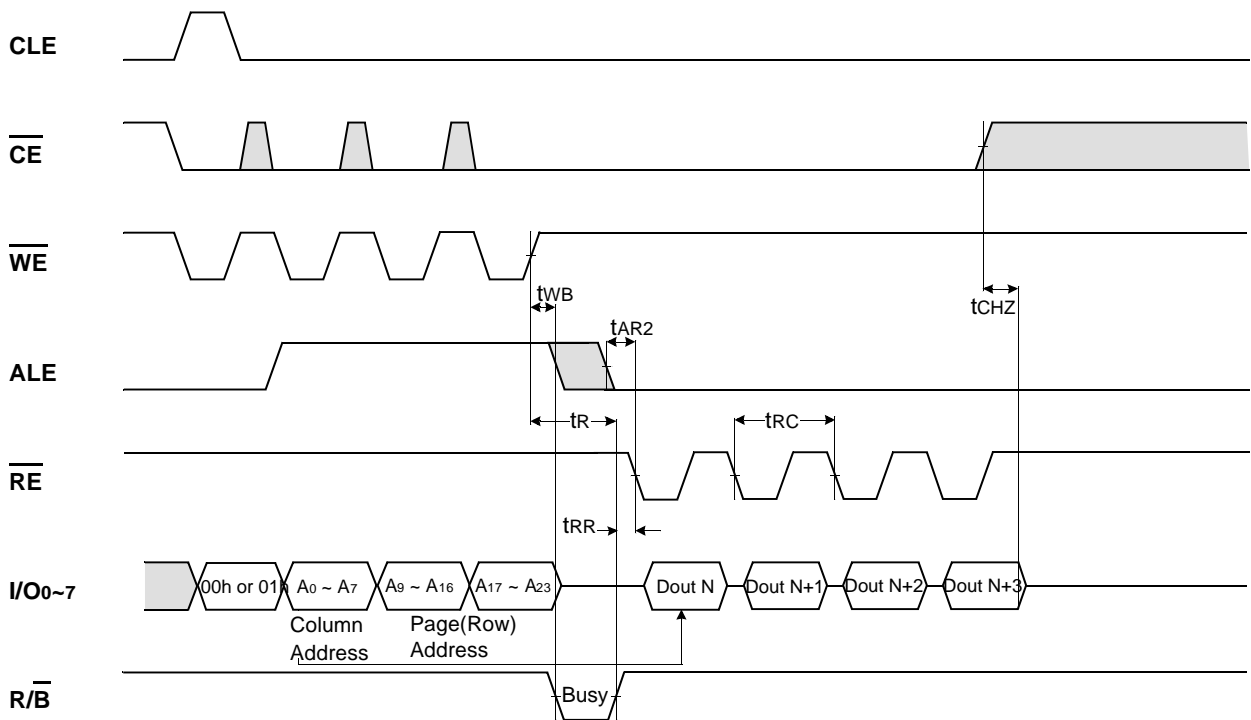 CLE
CE
WE
tWB
tCHZ
tAR2
ALE
tR
tRC
RE
tRR
I/O0~7
00h or 01h
A0 ~ A7
A9 ~ A16
A17 ~ A23
Dout N
Dout N+1
Dout N+2
Dout N+3
Column
Address
Page(Row)
Address
R/B
Busy